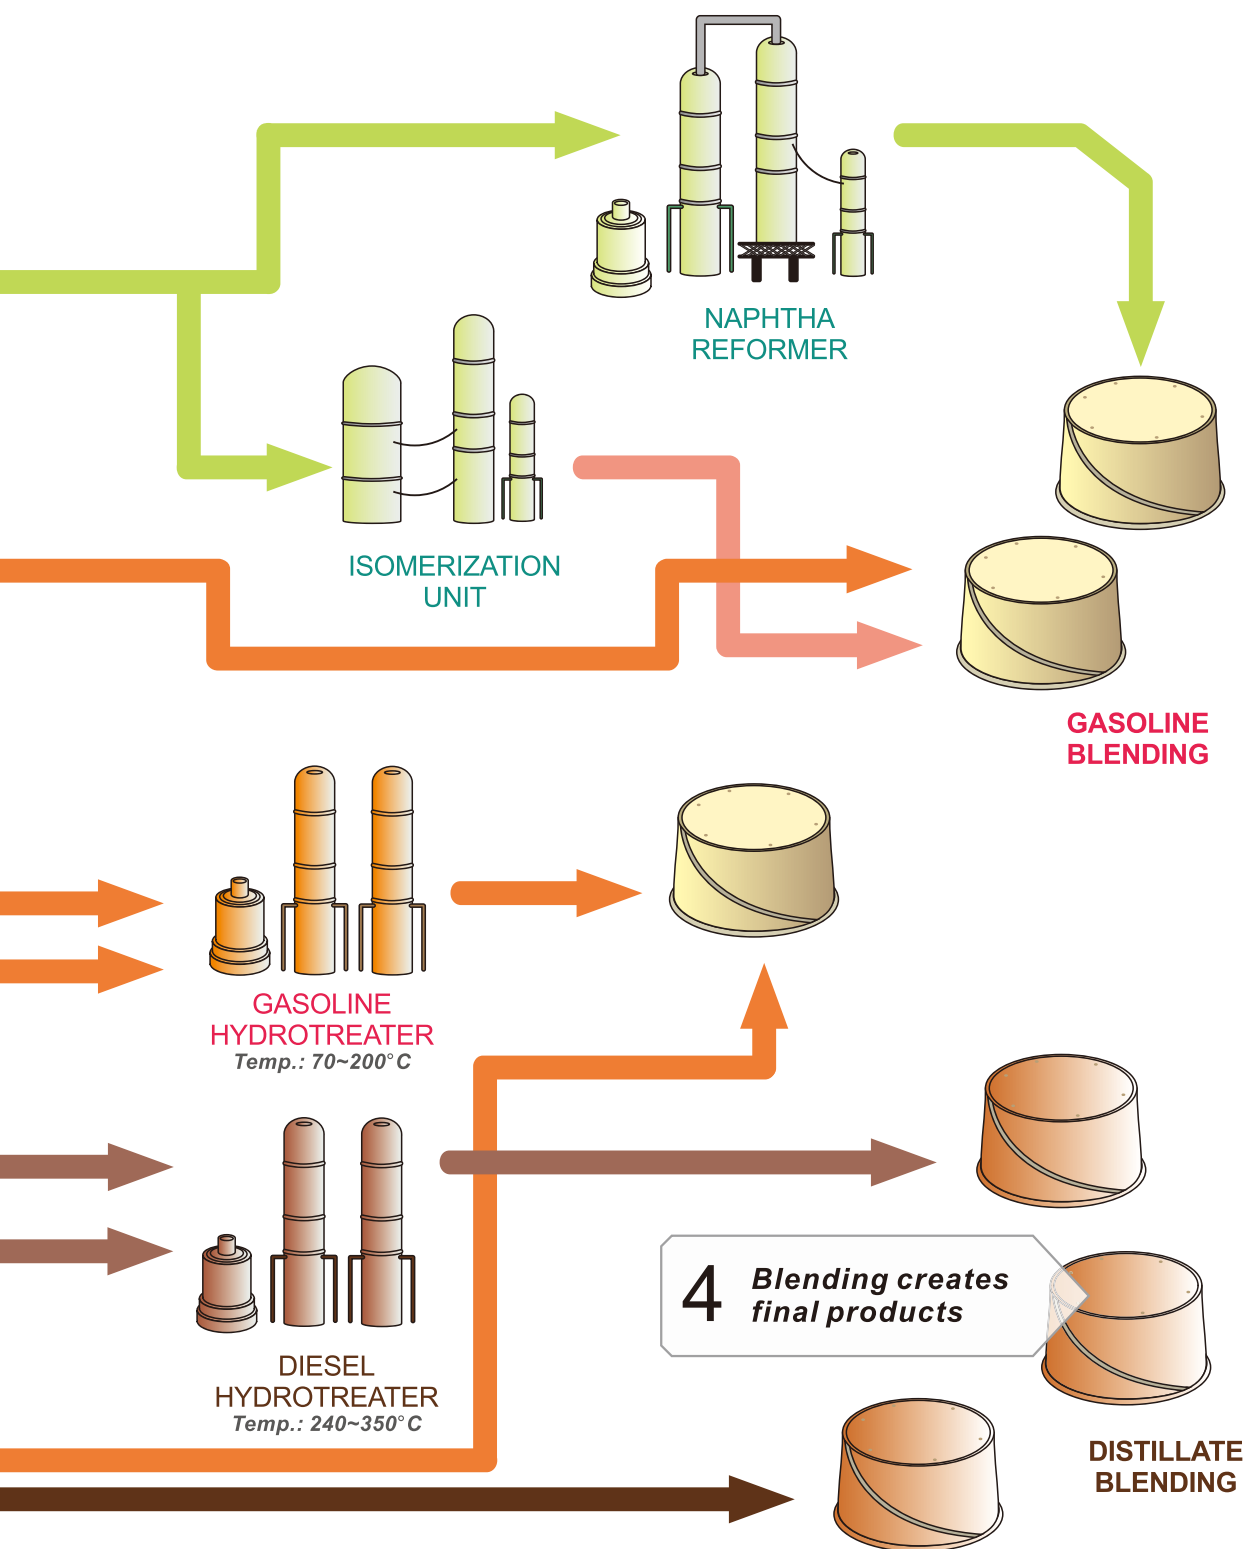 NAPHTHA
REFORMER
ISOMERIZATION
UNIT
GASOLINE
BLENDING
GASOLINE
HYDROTREATER
Temp.: 70~200°C
4
Blending creates
final products
DIESEL
HYDROTREATER
Temp.: 240~350°C
DISTILLATE
BLENDING